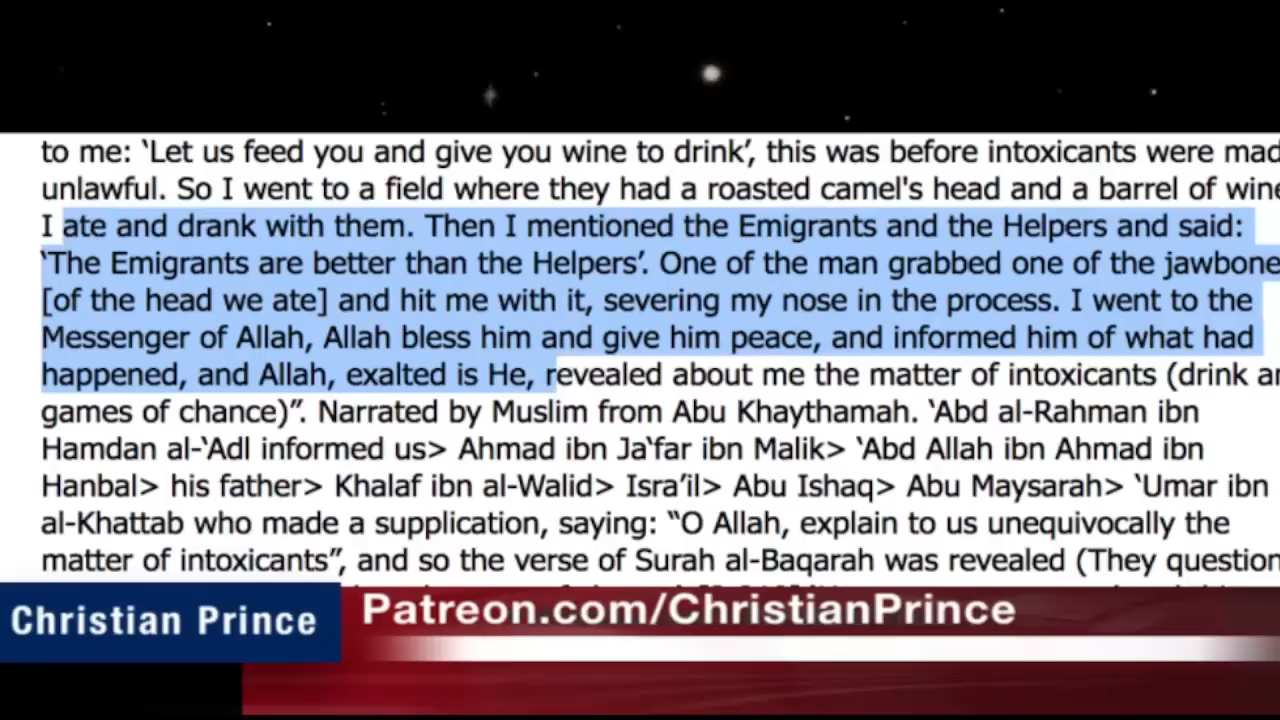 to me: ‘Let us feed you and give you wine to drink’, this was before intoxicants were mad
unlawful. So I went to a field where they had a roasted camel's head and a barrel of wine
I ate and drank with them. Then I mentioned the Emigrants and the Helpers and said:
‘The Emigrants are better than the Helpers’. One of the man grabbed one of the jawbone
[of the head we ate] and hit me with it, severing my nose in the process. I went to the
Messenger of Allah, Allah bless him and give him peace, and informed him of what had
happened, and Allah, exalted is He, revealed about me the matter of intoxicants (drink an
games of chance)”. Narrated by Muslim from Abu Khaythamah. ‘Abd al-Rahman ibn
Hamdan al-‘Adl informed us> Ahmad ibn Ja‘far ibn Malik> ‘Abd Allah ibn Ahmad ibn
Hanbal> his father> Khalaf ibn al-Walid> Isra’il> Abu Ishaq> Abu Maysarah> ‘Umar ibn
al-Khattab who made a supplication, saying: “O Allah, explain to us unequivocally the
matter of intoxicants”, and so the verse of Surah al-Baqarah was revealed (They question
Christian Prince
Patreon.com/ChristianPrince